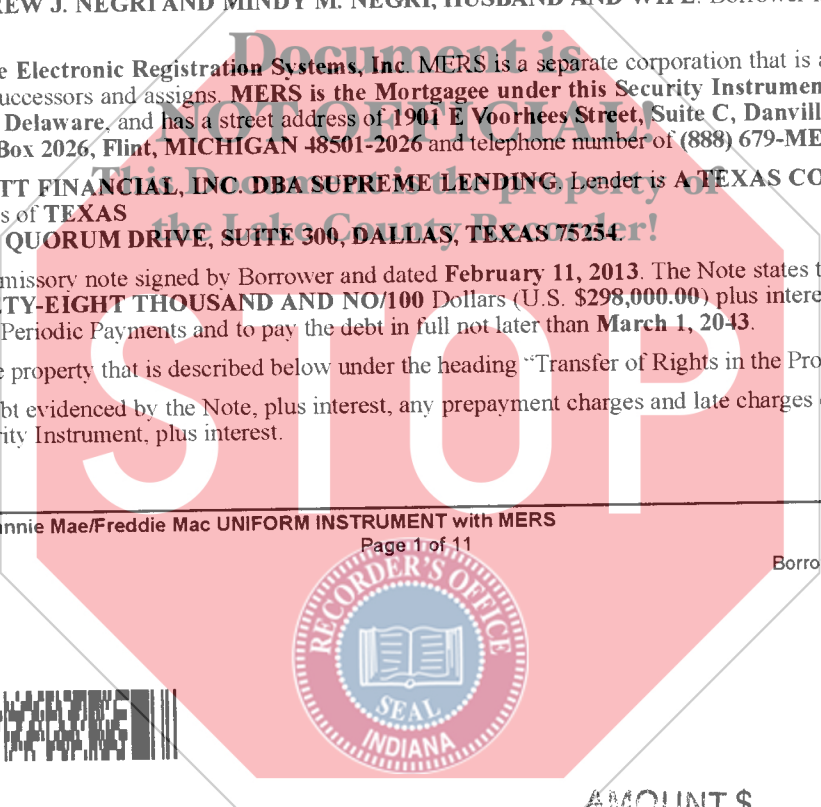 REW J. NEGRI AND MINDY M. NEGRI, HUSBAND AND WIFE. Borrower
Document is
e Electronic Registration Systems, Inc. MERS is a separate corporation that is a
uccessors and assigns. MERS is the Mortgagee under this Security Instrumen
NOT OFFICIAL!
Delaware, and has a street address of 1901 E Voorhees Street, Suite C, Danvill
Box 2026, Flint, MICHIGAN 48501-2026 and telephone number of (888) 679-ME
This Document is the property of
TT FINANCIAL, INC. DBA SUPREME LENDING. Lender is A TEXAS CO
s of TEXAS
the Lake County Recorder!
QUORUM DRIVE, SUITE 300, DALLAS, TEXAS 75254.
missory note signed by Borrower and dated February 11, 2013. The Note states t
TY-EIGHT THOUSAND AND NO/100 Dollars (U.S. $298,000.00) plus intere
Periodic Payments and to pay the debt in full not later than March 1, 2043.
e property that is described below under the heading “Transfer of Rights in the Pro
bt evidenced by the Note, plus interest, any prepayment charges and late charges
rity Instrument, plus interest.
STOP
annie Mae/Freddie Mac UNIFORM INSTRUMENT with MERS
Page 1 of 11
Borro
RECORDER'S OFFICE
SEAL
INDIANA
AMOUNT $